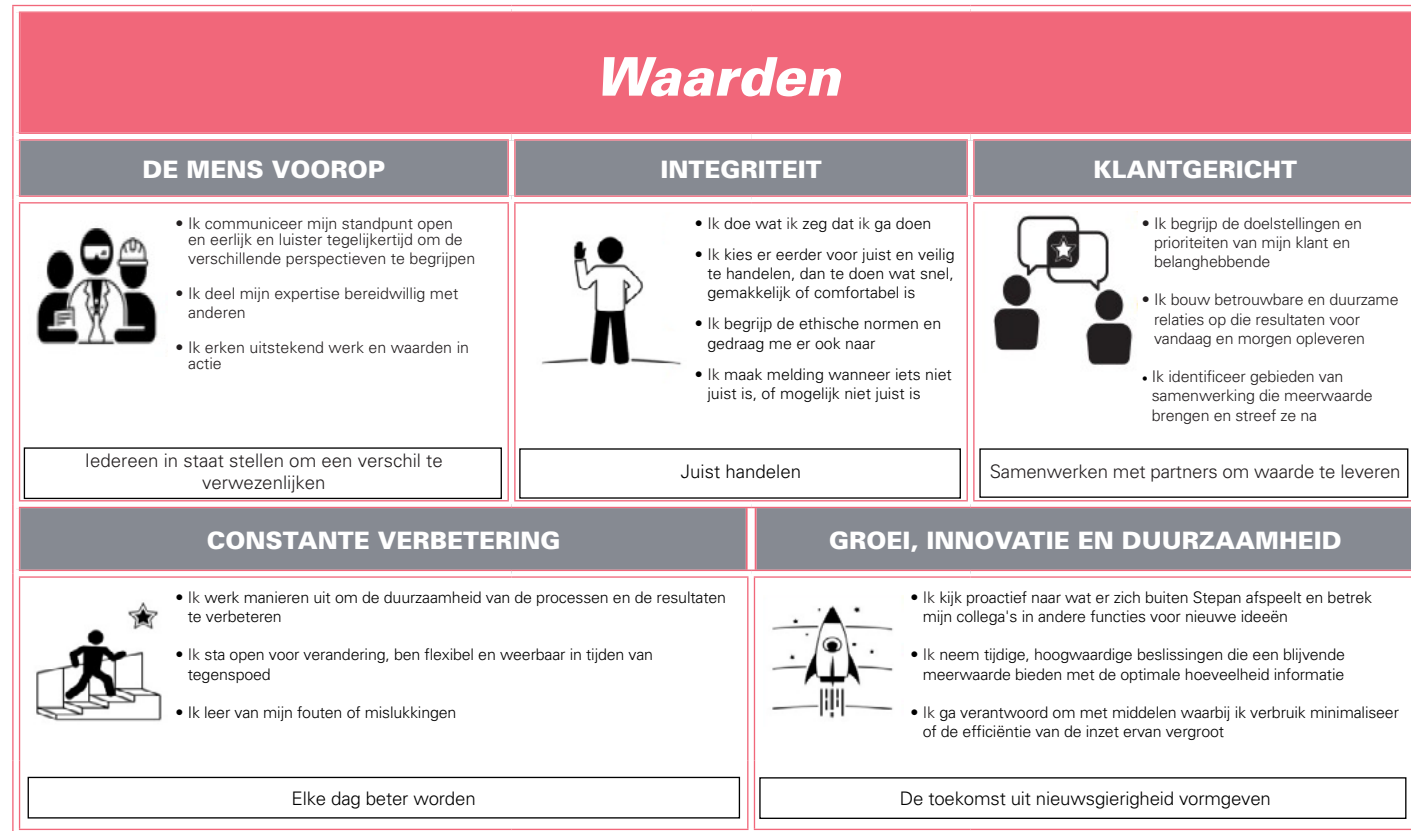 Waarden
DE MENS VOOROP
• Ik communiceer mijn standpunt open
en eerlijk en luister tegelijkertijd om de
verschillende perspectieven te begrijpen
• Ik deel mijn expertise bereidwillig met
anderen
• Ik erken uitstekend werk en waarden in
actie
Iedereen in staat stellen om een verschil te
verwezenlijken
INTEGRITEIT
• Ik doe wat ik zeg dat ik ga doen
• Ik kies er eerder voor juist en veilig
te handelen, dan te doen wat snel,
gemakkelijk of comfortabel is
• Ik begrijp de ethische normen en
gedraag me er ook naar
• Ik maak melding wanneer iets niet
juist is, of mogelijk niet juist is
Juist handelen
KLANTGERICHT
• Ik begrijp de doelstellingen en
prioriteiten van mijn klant en
belanghebbende
• Ik bouw betrouwbare en duurzame
relaties op die resultaten voor
vandaag en morgen opleveren
• Ik identificeer gebieden van
samenwerking die meerwaarde
brengen en streef ze na
Samenwerken met partners om waarde te leveren
CONSTANTE VERBETERING
• Ik werk manieren uit om de duurzaamheid van de processen en de resultaten
te verbeteren
• Ik sta open voor verandering, ben flexibel en weerbaar in tijden van
tegenspoed
• Ik leer van mijn fouten of mislukkingen
Elke dag beter worden
GROEI, INNOVATIE EN DUURZAAMHEID
• Ik kijk proactief naar wat er zich buiten Stepan afspeelt en betrek
mijn collega's in andere functies voor nieuwe ideeën
• Ik neem tijdige, hoogwaardige beslissingen die een blijvende
meerwaarde bieden met de optimale hoeveelheid informatie
• Ik ga verantwoord om met middelen waarbij ik verbruik minimaliseer
of de efficiëntie van de inzet ervan vergroot
De toekomst uit nieuwsgierigheid vormgeven